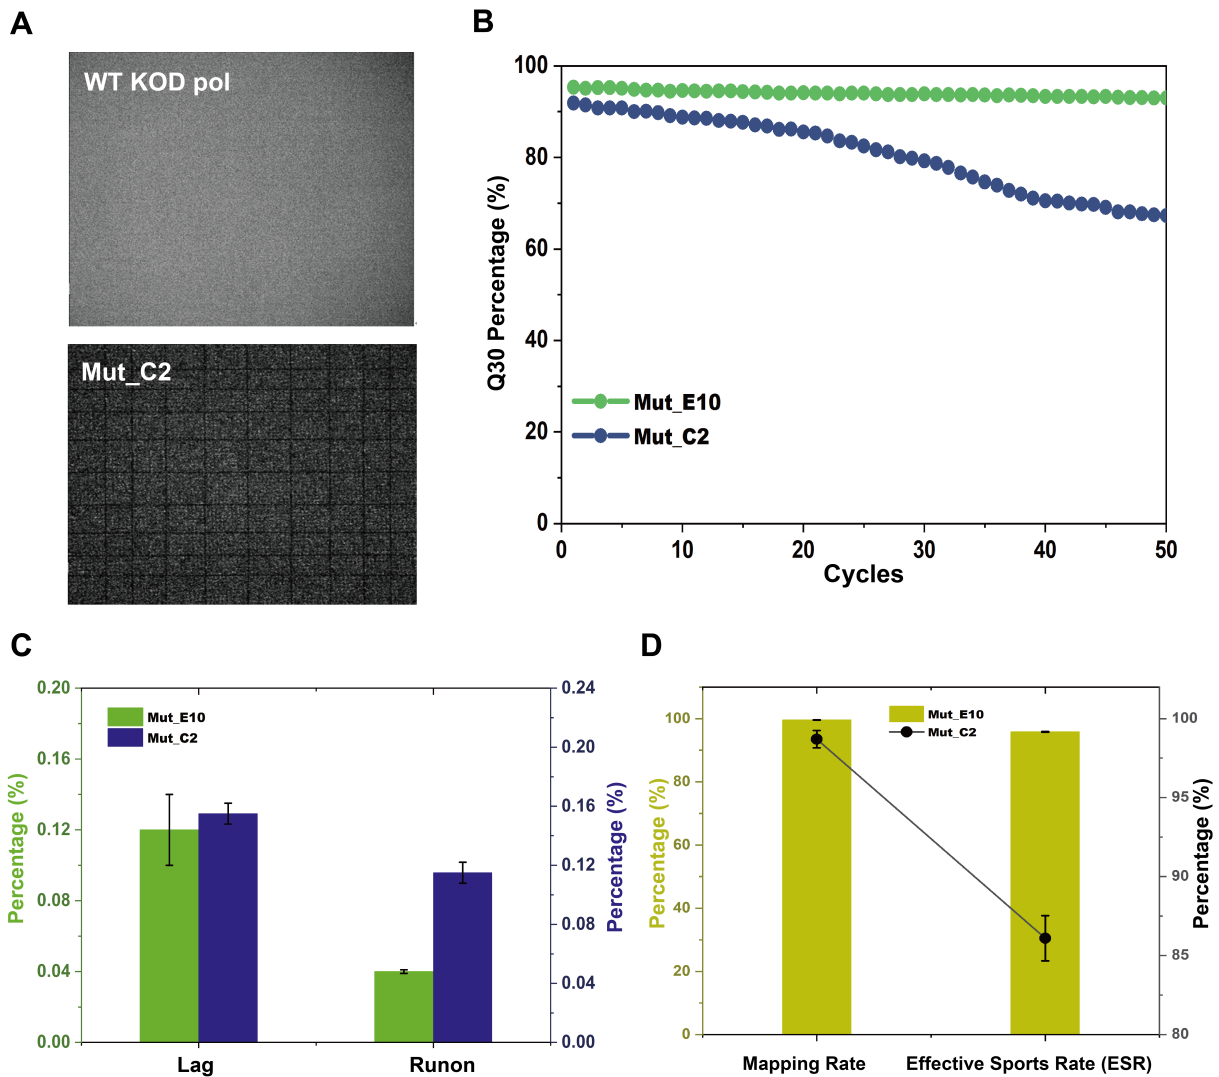 A
WT KOD pol
Mut_C2
B
100
80
60
40
20
0
Q30 Percentage (%)
Mut_E10
Mut_C2
0 10 20 30 40 50
Cycles
C
0.20
0.16
0.12
0.08
0.04
0.00
Percentage (%)
Mut_E10
Mut_C2
0.24
0.20
0.16
0.12
0.08
0.04
0.00
Percentage (%)
Lag Runon
D
100
80
60
40
20
0
Percentage (%)
Mut_E10
Mut_C2
100
95
90
85
80
Percentage (%)
Mapping Rate Effective Sports Rate (ESR)